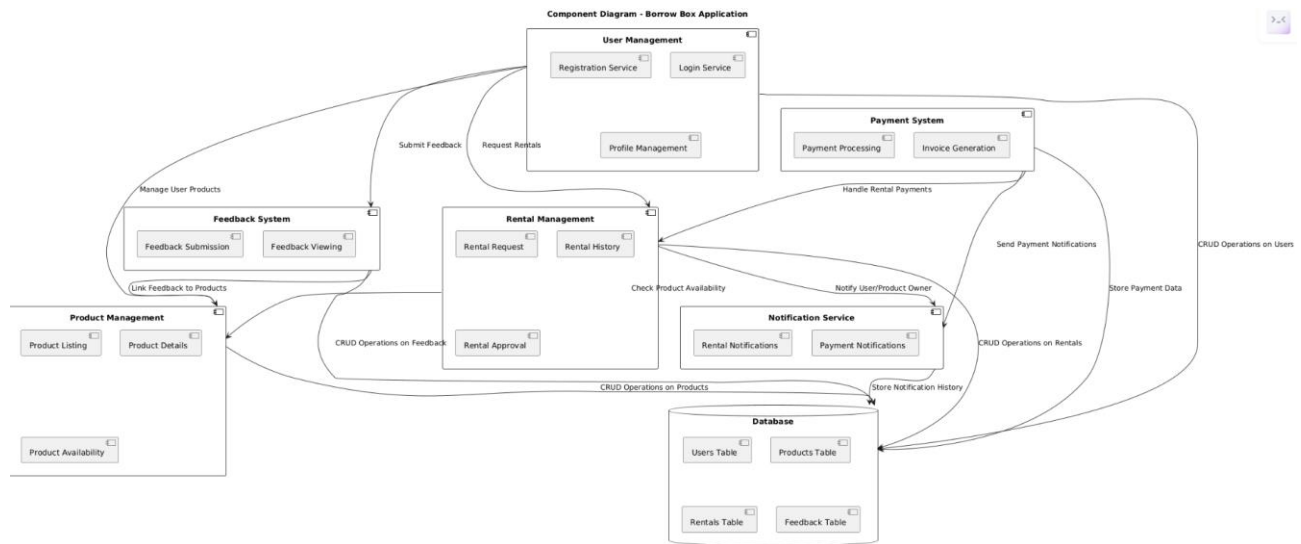 Component Diagram - Borrow Box Application
User Management
Registration Service
Login Service
Profile Management
Payment System
Payment Processing
Invoice Generation
Submit Feedback
Request Rentals
Manage User Products
Handle Rental Payments
Feedback System
Feedback Submission
Feedback Viewing
Rental Management
Rental Request
Rental History
Rental Approval
Send Payment Notifications
CRUD Operations on Users
Link Feedback to Products
Check Product Availability
Notify User/Product Owner
Store Payment Data
Product Management
Product Listing
Product Details
Product Availability
Notification Service
Rental Notifications
Payment Notifications
CRUD Operations on Feedback
CRUD Operations on Rentals
CRUD Operations on Products
Store Notification History
Database
Users Table
Products Table
Rentals Table
Feedback Table
>_<